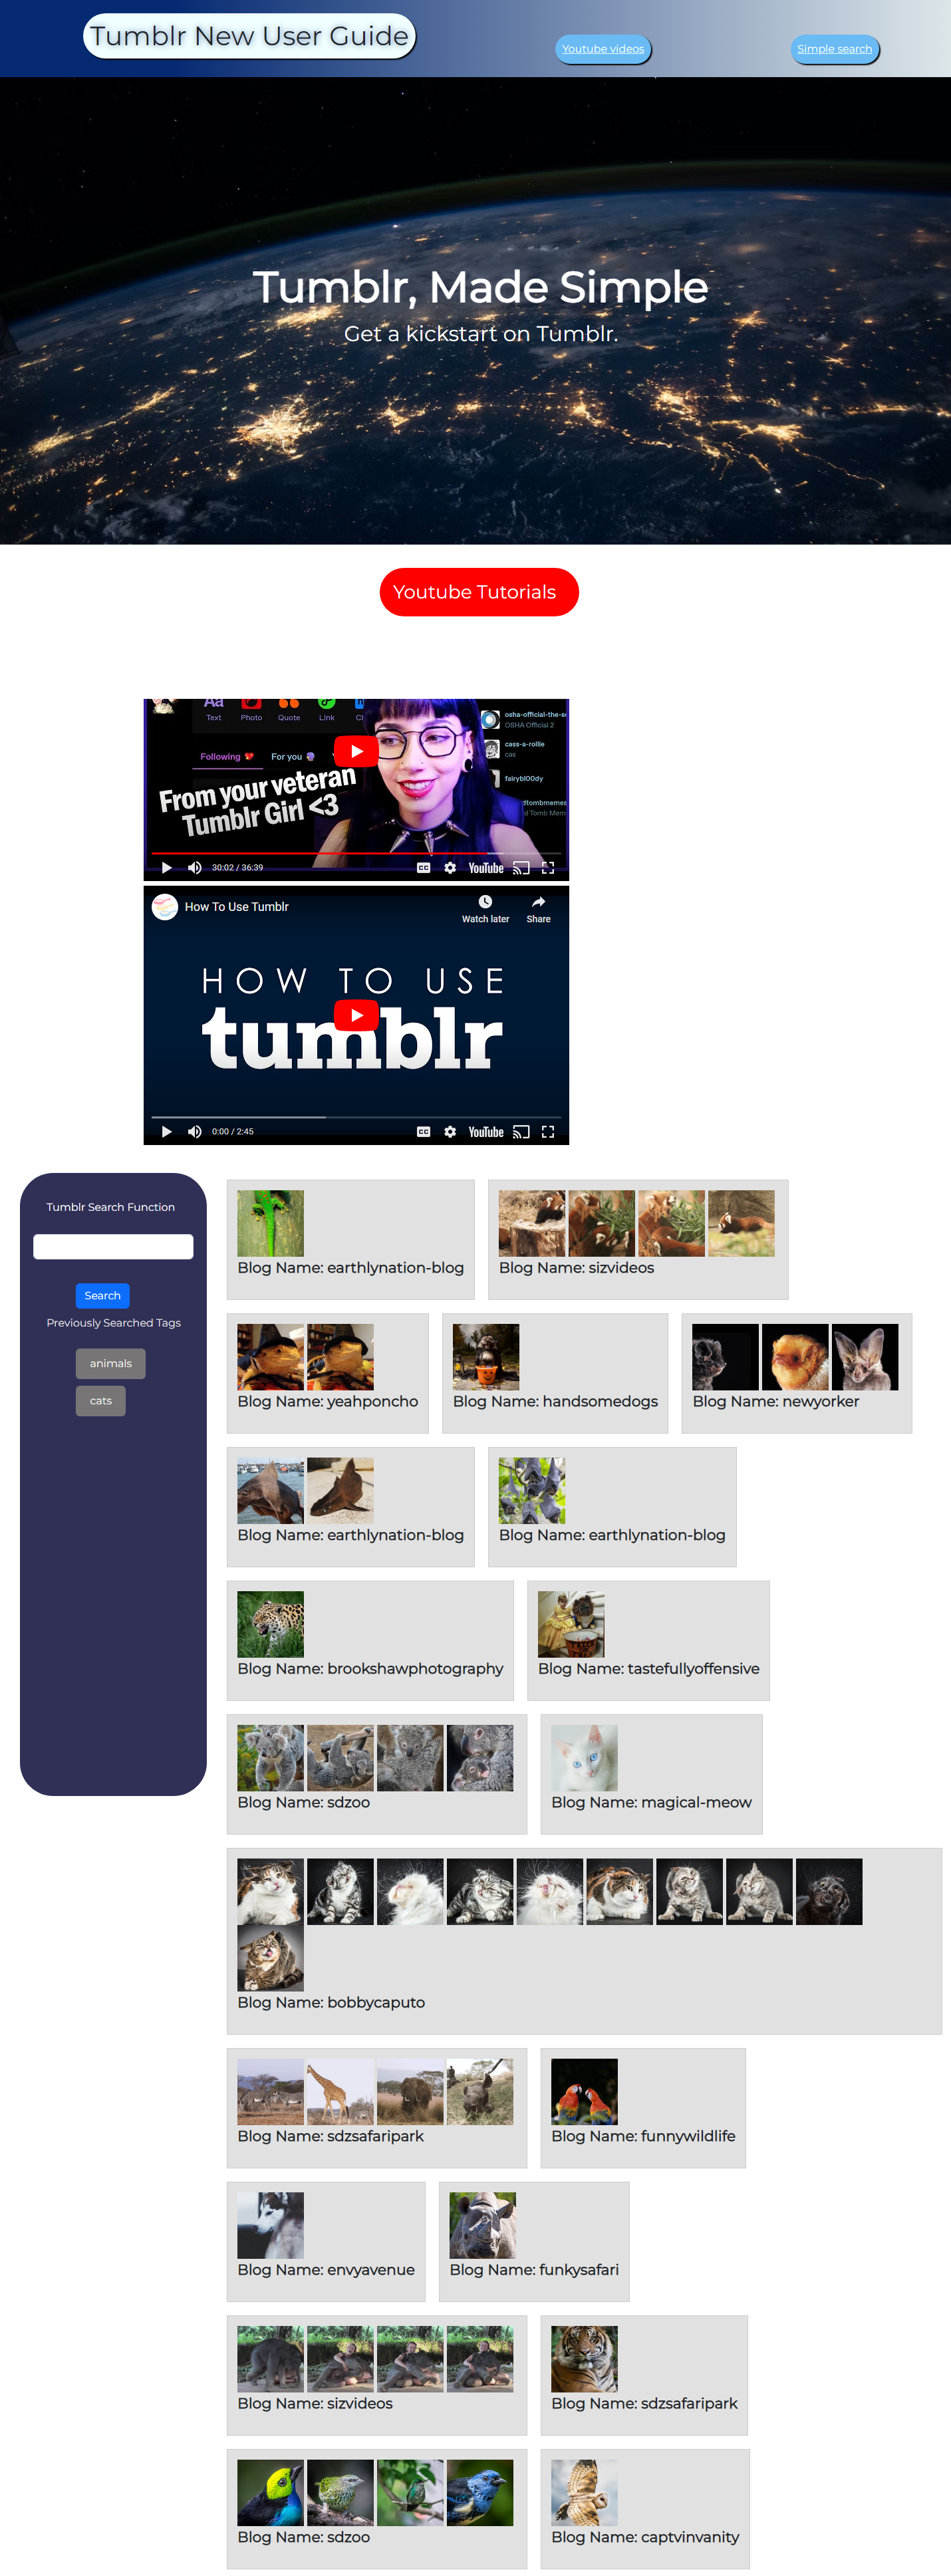 Tumblr New User Guide
Youtube videos
Simple search
Tumblr, Made Simple
Get a kickstart on Tumblr.
Youtube Tutorials
Aa
Text
Photo
Quote
Link
osha-official-the-s
OSHA Official 2
cass-a-rollie
cas
Following
For you
fairybl00dy
From your veteran
Tumblr Girl <3
dtombmemes
d Tomb Mem
30:02 / 36:39
CC
YouTube
How To Use Tumblr
Watch later
Share
HOW TO USE
tumblr
0:00 / 2:45
CC
YouTube
Tumblr Search Function
Search
Previously Searched Tags
animals
cats
Blog Name: earthlynation-blog
Blog Name: sizvideos
Blog Name: yeahponcho
Blog Name: handsomedogs
Blog Name: newyorker
Blog Name: earthlynation-blog
Blog Name: earthlynation-blog
Blog Name: brookshawphotography
Blog Name: tastefullyoffensive
Blog Name: sdzoo
Blog Name: magical-meow
Blog Name: bobbycaputo
Blog Name: sdzsafaripark
Blog Name: funnywildlife
Blog Name: envyavenue
Blog Name: funkysafari
Blog Name: sizvideos
Blog Name: sdzsafaripark
Blog Name: sdzoo
Blog Name: captvinvanity